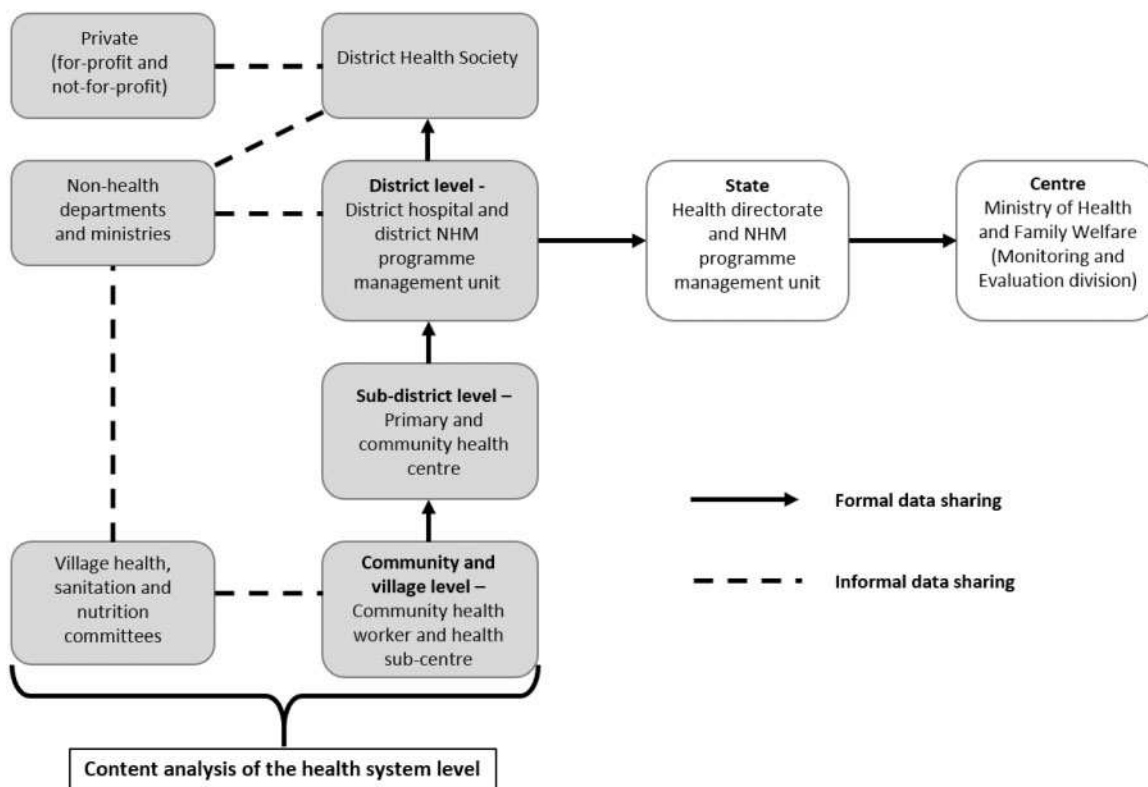 Private
(for-profit and
not-for-profit)
District Health Society
Non-health
departments
and ministries
District level -
District hospital and
district NHM
programme
management unit
State
Health directorate
and NHM
programme
management unit
Centre
Ministry of Health
and Family Welfare
(Monitoring and
Evaluation division)
Sub-district level –
Primary and
community health
centre
Formal data sharing
Village health,
sanitation and
nutrition
committees
Community and
village level –
Community health
worker and health
sub-centre
Informal data sharing
Content analysis of the health system level